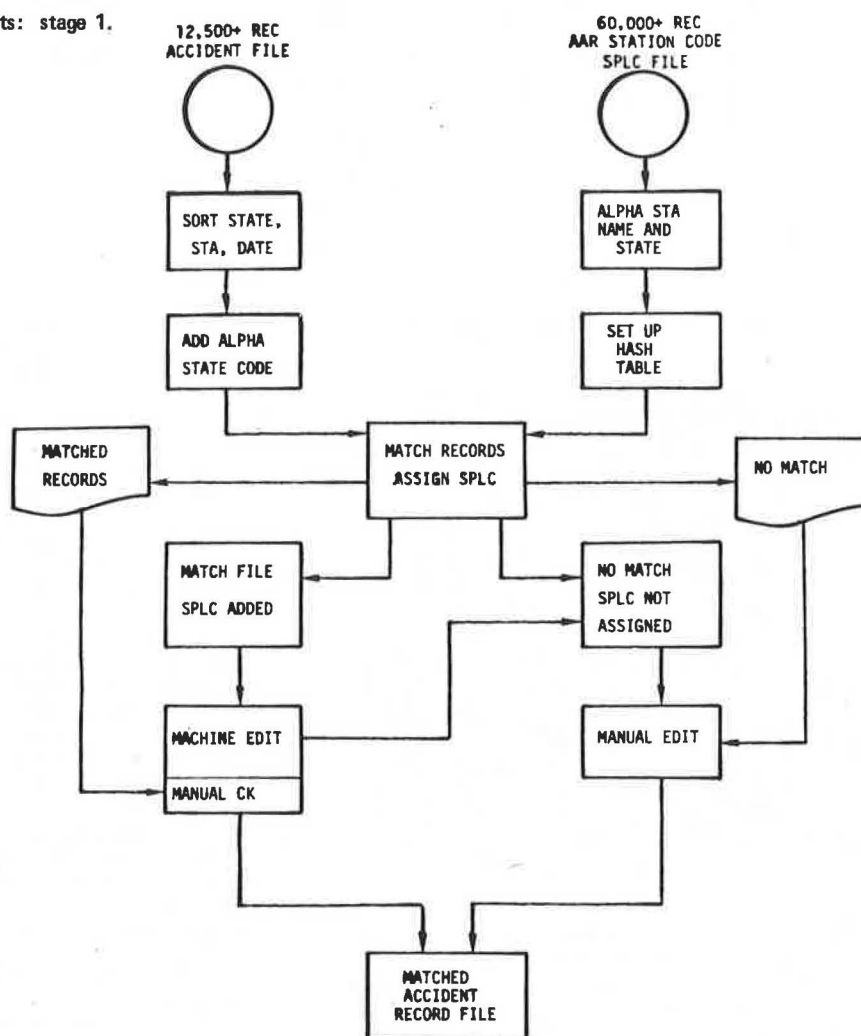 ts: stage 1.
12,500+ REC
ACCIDENT FILE
60,000+ REC
AAR STATION CODE
SPLC FILE
SORT STATE,
STA, DATE
ALPHA STA
NAME AND
STATE
ADD ALPHA
STATE CODE
SET UP
HASH
TABLE
MATCHED
RECORDS
MATCH RECORDS
ASSIGN SPLC
NO MATCH
MATCH FILE
SPLC ADDED
NO MATCH
SPLC NOT
ASSIGNED
MACHINE EDIT
MANUAL CK
MANUAL EDIT
MATCHED
ACCIDENT
RECORD FILE